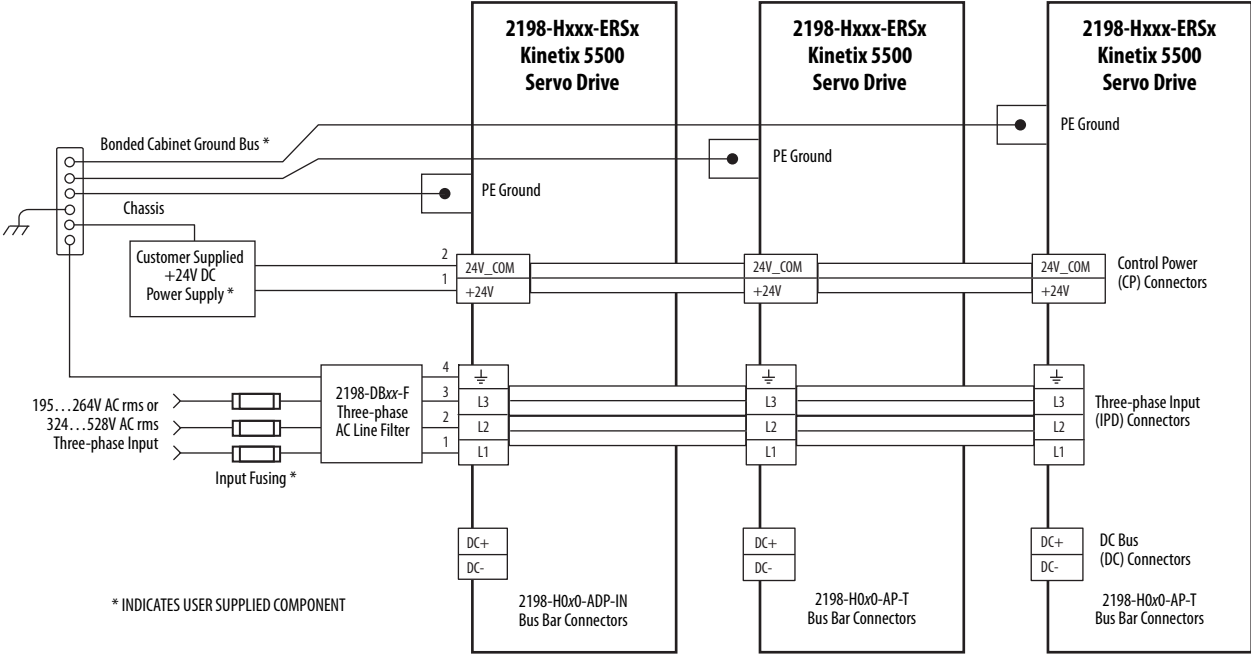 2198-Hxxx-ERSx
Kinetix 5500
Servo Drive
2198-Hxxx-ERSx
Kinetix 5500
Servo Drive
2198-Hxxx-ERSx
Kinetix 5500
Servo Drive
Bonded Cabinet Ground Bus *
PE Ground
PE Ground
PE Ground
Chassis
Customer Supplied
+24V DC
Power Supply *
2
1
24V_COM
+24V
24V_COM
+24V
24V_COM
+24V
Control Power
(CP) Connectors
195…264V AC rms or
324…528V AC rms
Three-phase Input
Input Fusing *
2198-DBxx-F
Three-phase
AC Line Filter
4
3
2
1
L3
L2
L1
L3
L2
L1
L3
L2
L1
Three-phase Input
(IPD) Connectors
DC+
DC-
DC+
DC-
DC+
DC-
DC Bus
(DC) Connectors
* INDICATES USER SUPPLIED COMPONENT
2198-H0x0-ADP-IN
Bus Bar Connectors
2198-H0x0-AP-T
Bus Bar Connectors
2198-H0x0-AP-T
Bus Bar Connectors